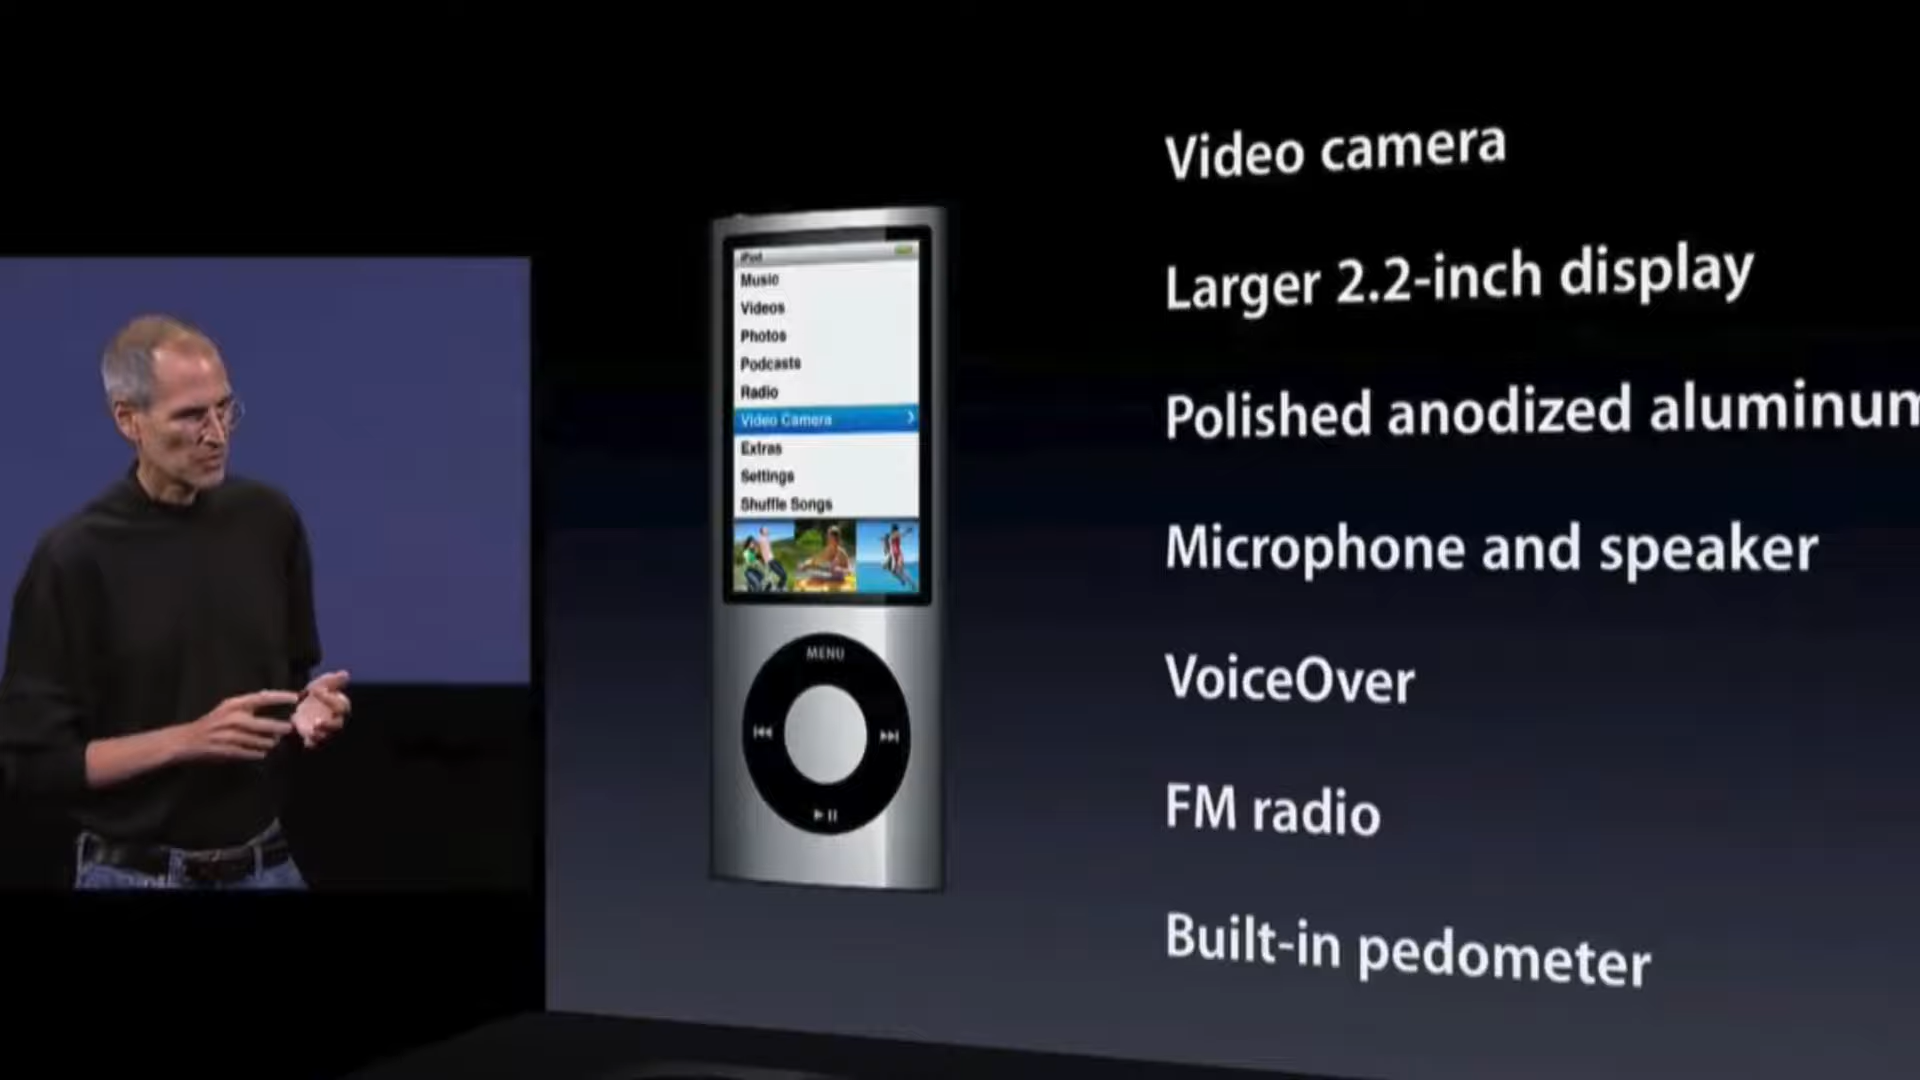 Video camera
Larger 2.2-inch display
Polished anodized aluminum
Microphone and speaker
VoiceOver
FM radio
Built-in pedometer
iPod
Music
Videos
Photos
Podcasts
Radio
Video Camera
Extras
Settings
Shuffle Songs
MENU